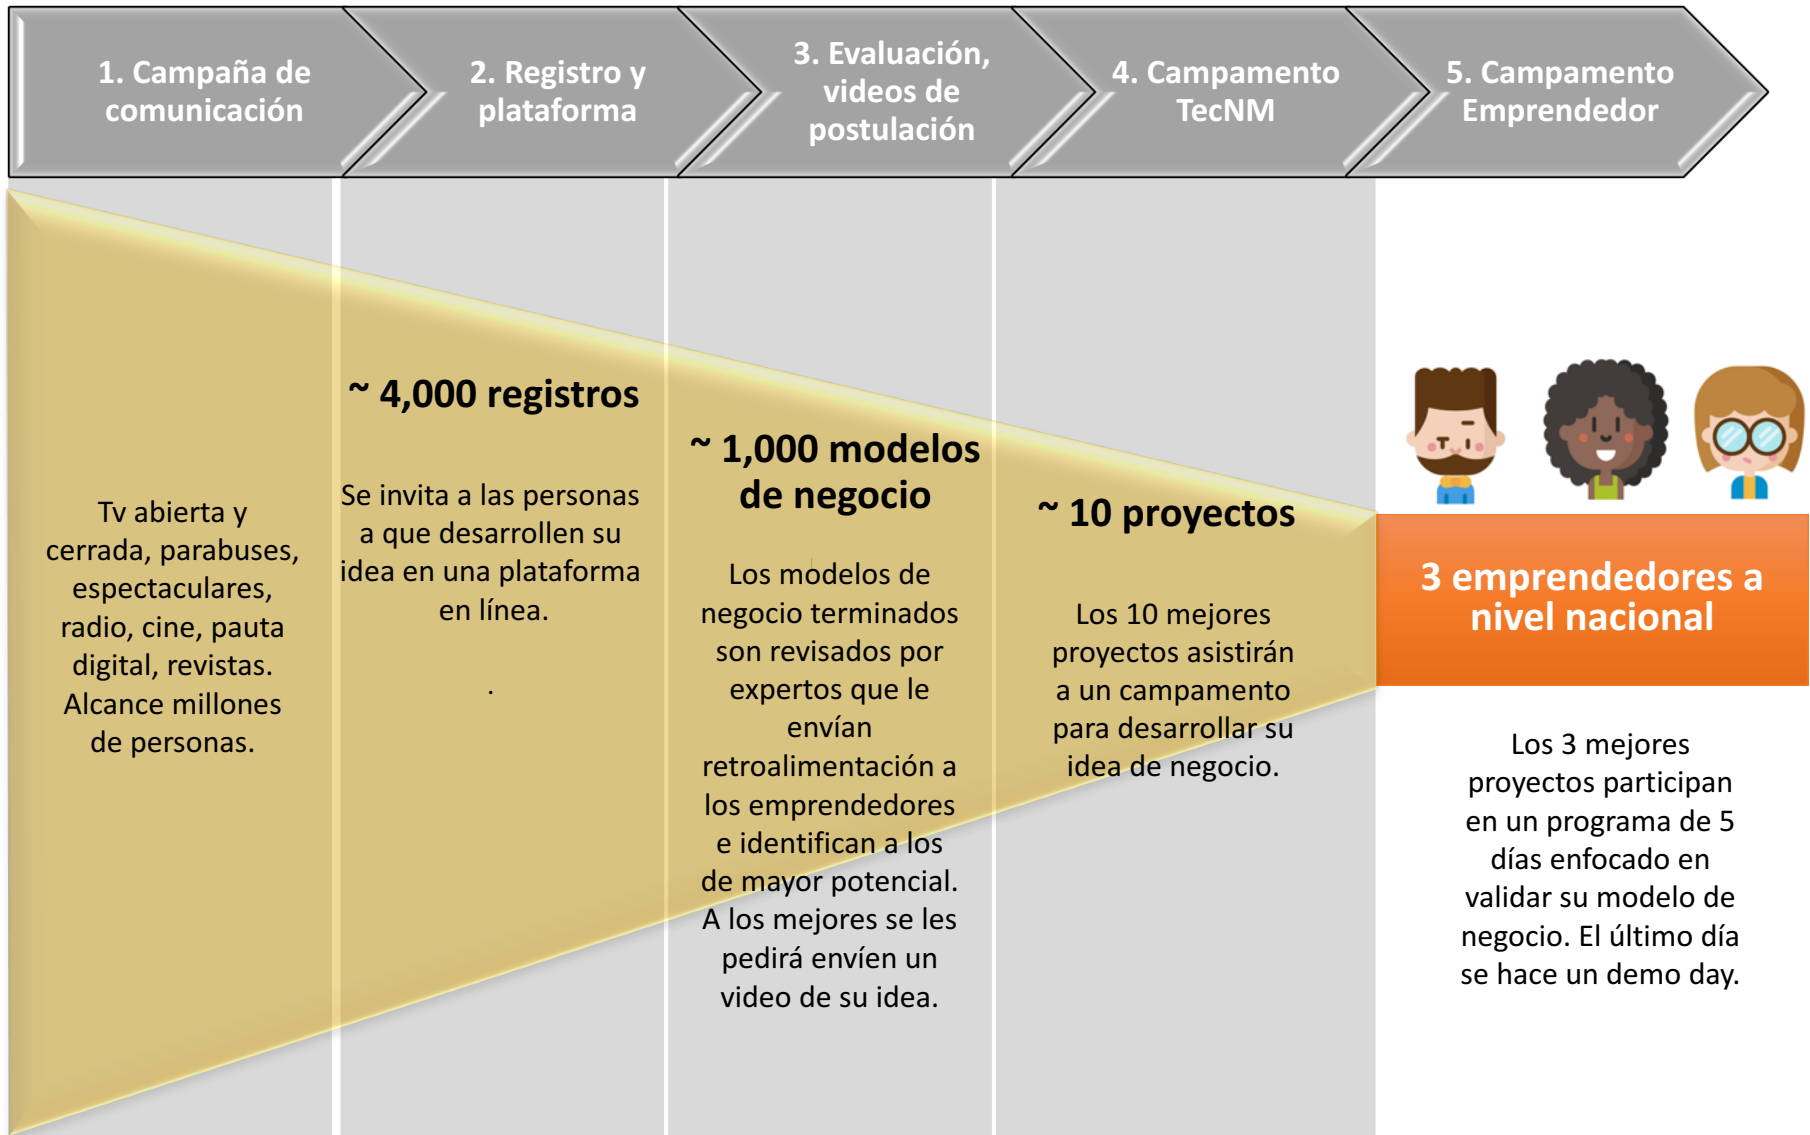 1. Campaña de
comunicación
2. Registro y
plataforma
3. Evaluación,
videos de
postulación
4. Campamento
TecNM
5. Campamento
Emprendedor
Tv abierta y
cerrada, parabuses,
espectaculares,
radio, cine, pauta
digital, revistas.
Alcance millones
de personas.
~ 4,000 registros
Se invita a las personas
a que desarrollen su
idea en una plataforma
en línea.
.
~ 1,000 modelos
de negocio
Los modelos de
negocio terminados
son revisados por
expertos que le
envían
retroalimentación a
los emprendedores
e identifican a los
de mayor potencial.
A los mejores se les
pedirá envíen un
video de su idea.
~ 10 proyectos
Los 10 mejores
proyectos asistirán
a un campamento
para desarrollar su
idea de negocio.
3 emprendedores a
nivel nacional
Los 3 mejores
proyectos participan
en un programa de 5
días enfocado en
validar su modelo de
negocio. El último día
se hace un demo day.